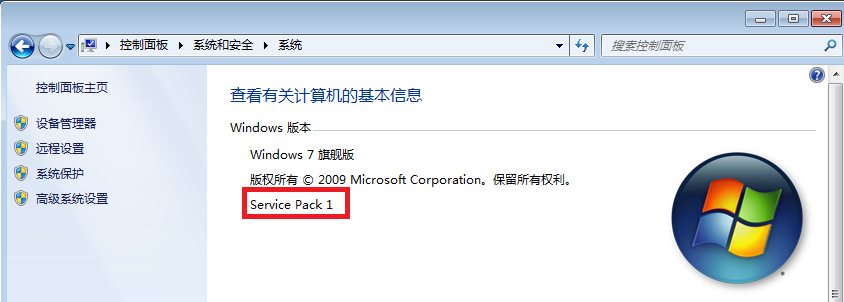 控制面板 系统和安全 系统
搜索控制面板
控制面板主页
设备管理器
远程设置
系统保护
高级系统设置
查看有关计算机的基本信息
Windows 版本
Windows 7 旗舰版
版权所有 © 2009 Microsoft Corporation。保留所有权利。
Service Pack 1